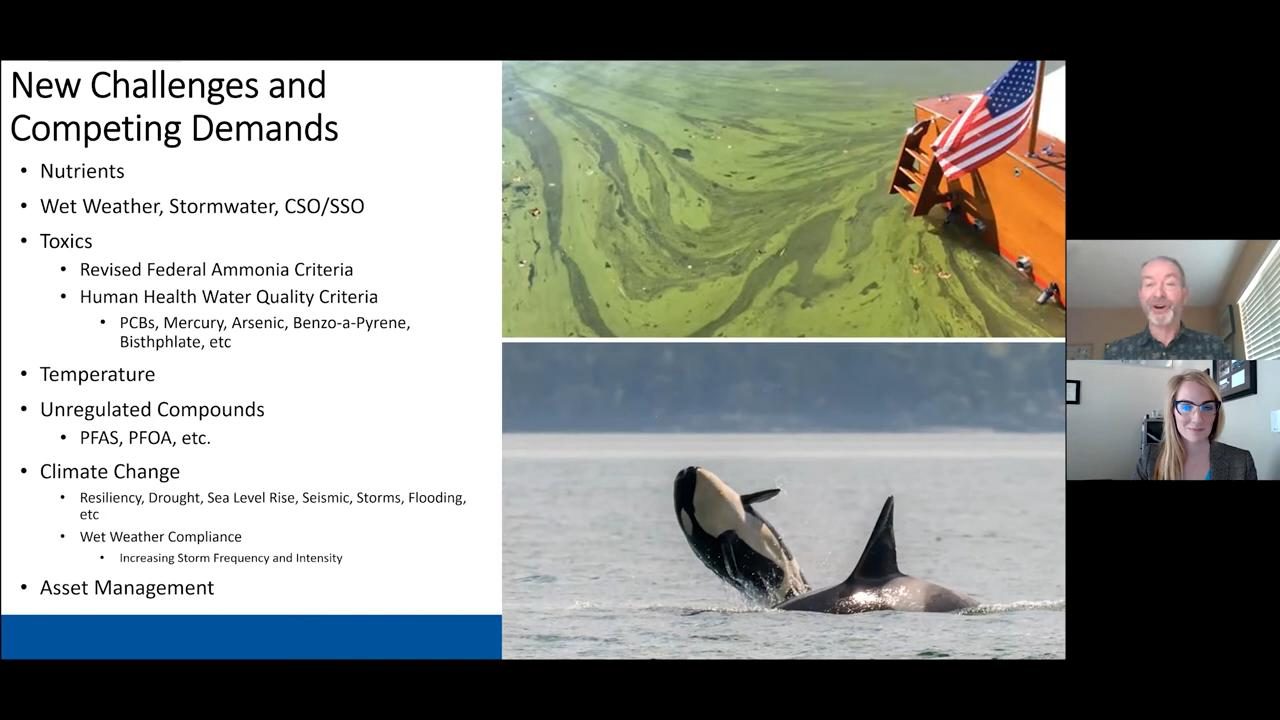 New Challenges and
Competing Demands
• Nutrients
• Wet Weather, Stormwater, CSO/SSO
• Toxics
• Revised Federal Ammonia Criteria
• Human Health Water Quality Criteria
• PCBs, Mercury, Arsenic, Benzo-a-Pyrene,
Bisthphlate, etc
• Temperature
• Unregulated Compounds
• PFAS, PFOA, etc.
• Climate Change
• Resiliency, Drought, Sea Level Rise, Seismic, Storms, Flooding,
etc
• Wet Weather Compliance
• Increasing Storm Frequency and Intensity
• Asset Management